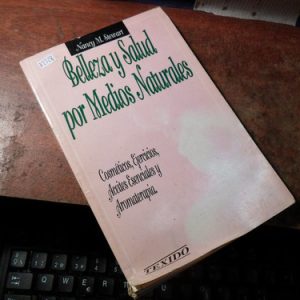 Nancy M. Stewart
Belleza y Salud
por Medios Naturales
Cosméticos, Ejercicios,
Aceites Esenciales y
Aromaterapia.
TEXIDO
Q W E R T